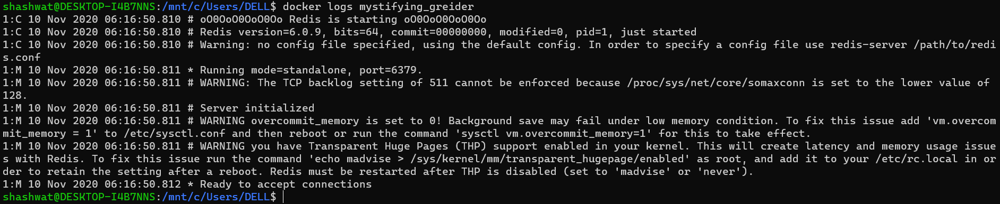 shashwat@DESKTOP-I4B7NNS:/mnt/c/Users/DELL$ docker logs mystifying_greider
1:C 10 Nov 2020 06:16:50.810 # oO0OoO0OoO0Oo Redis is starting oO0OoO0OoO0Oo
1:C 10 Nov 2020 06:16:50.810 # Redis version=6.0.9, bits=64, commit=00000000, modified=0, pid=1, just started
1:C 10 Nov 2020 06:16:50.810 # Warning: no config file specified, using the default config. In order to specify a config file use redis-server /path/to/redi
s.conf
1:M 10 Nov 2020 06:16:50.811 * Running mode=standalone, port=6379.
1:M 10 Nov 2020 06:16:50.811 # WARNING: The TCP backlog setting of 511 cannot be enforced because /proc/sys/net/core/somaxconn is set to the lower value of
128.
1:M 10 Nov 2020 06:16:50.811 # Server initialized
1:M 10 Nov 2020 06:16:50.811 # WARNING overcommit_memory is set to 0! Background save may fail under low memory condition. To fix this issue add 'vm.overcom
mit_memory = 1' to /etc/sysctl.conf and then reboot or run the command 'sysctl vm.overcommit_memory=1' for this to take effect.
1:M 10 Nov 2020 06:16:50.811 # WARNING you have Transparent Huge Pages (THP) support enabled in your kernel. This will create latency and memory usage issue
s with Redis. To fix this issue run the command 'echo madvise > /sys/kernel/mm/transparent_hugepage/enabled' as root, and add it to your /etc/rc.local in or
der to retain the setting after a reboot. Redis must be restarted after THP is disabled (set to 'madvise' or 'never').
1:M 10 Nov 2020 06:16:50.812 * Ready to accept connections
shashwat@DESKTOP-I4B7NNS:/mnt/c/Users/DELL$